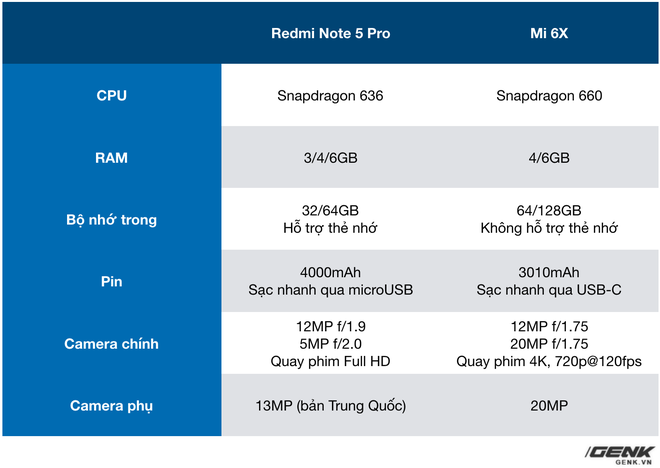 Redmi Note 5 Pro Mi 6X
CPU Snapdragon 636 Snapdragon 660
RAM 3/4/6GB 4/6GB
Bộ nhớ trong 32/64GB 64/128GB
Hỗ trợ thẻ nhớ Không hỗ trợ thẻ nhớ
Pin 4000mAh 3010mAh
Sạc nhanh qua microUSB Sạc nhanh qua USB-C
Camera chính 12MP f/1.9 12MP f/1.75
5MP f/2.0 20MP f/1.75
Quay phim Full HD Quay phim 4K, 720p@120fps
Camera phụ 13MP (bản Trung Quốc) 20MP
GENK
GENK.VN